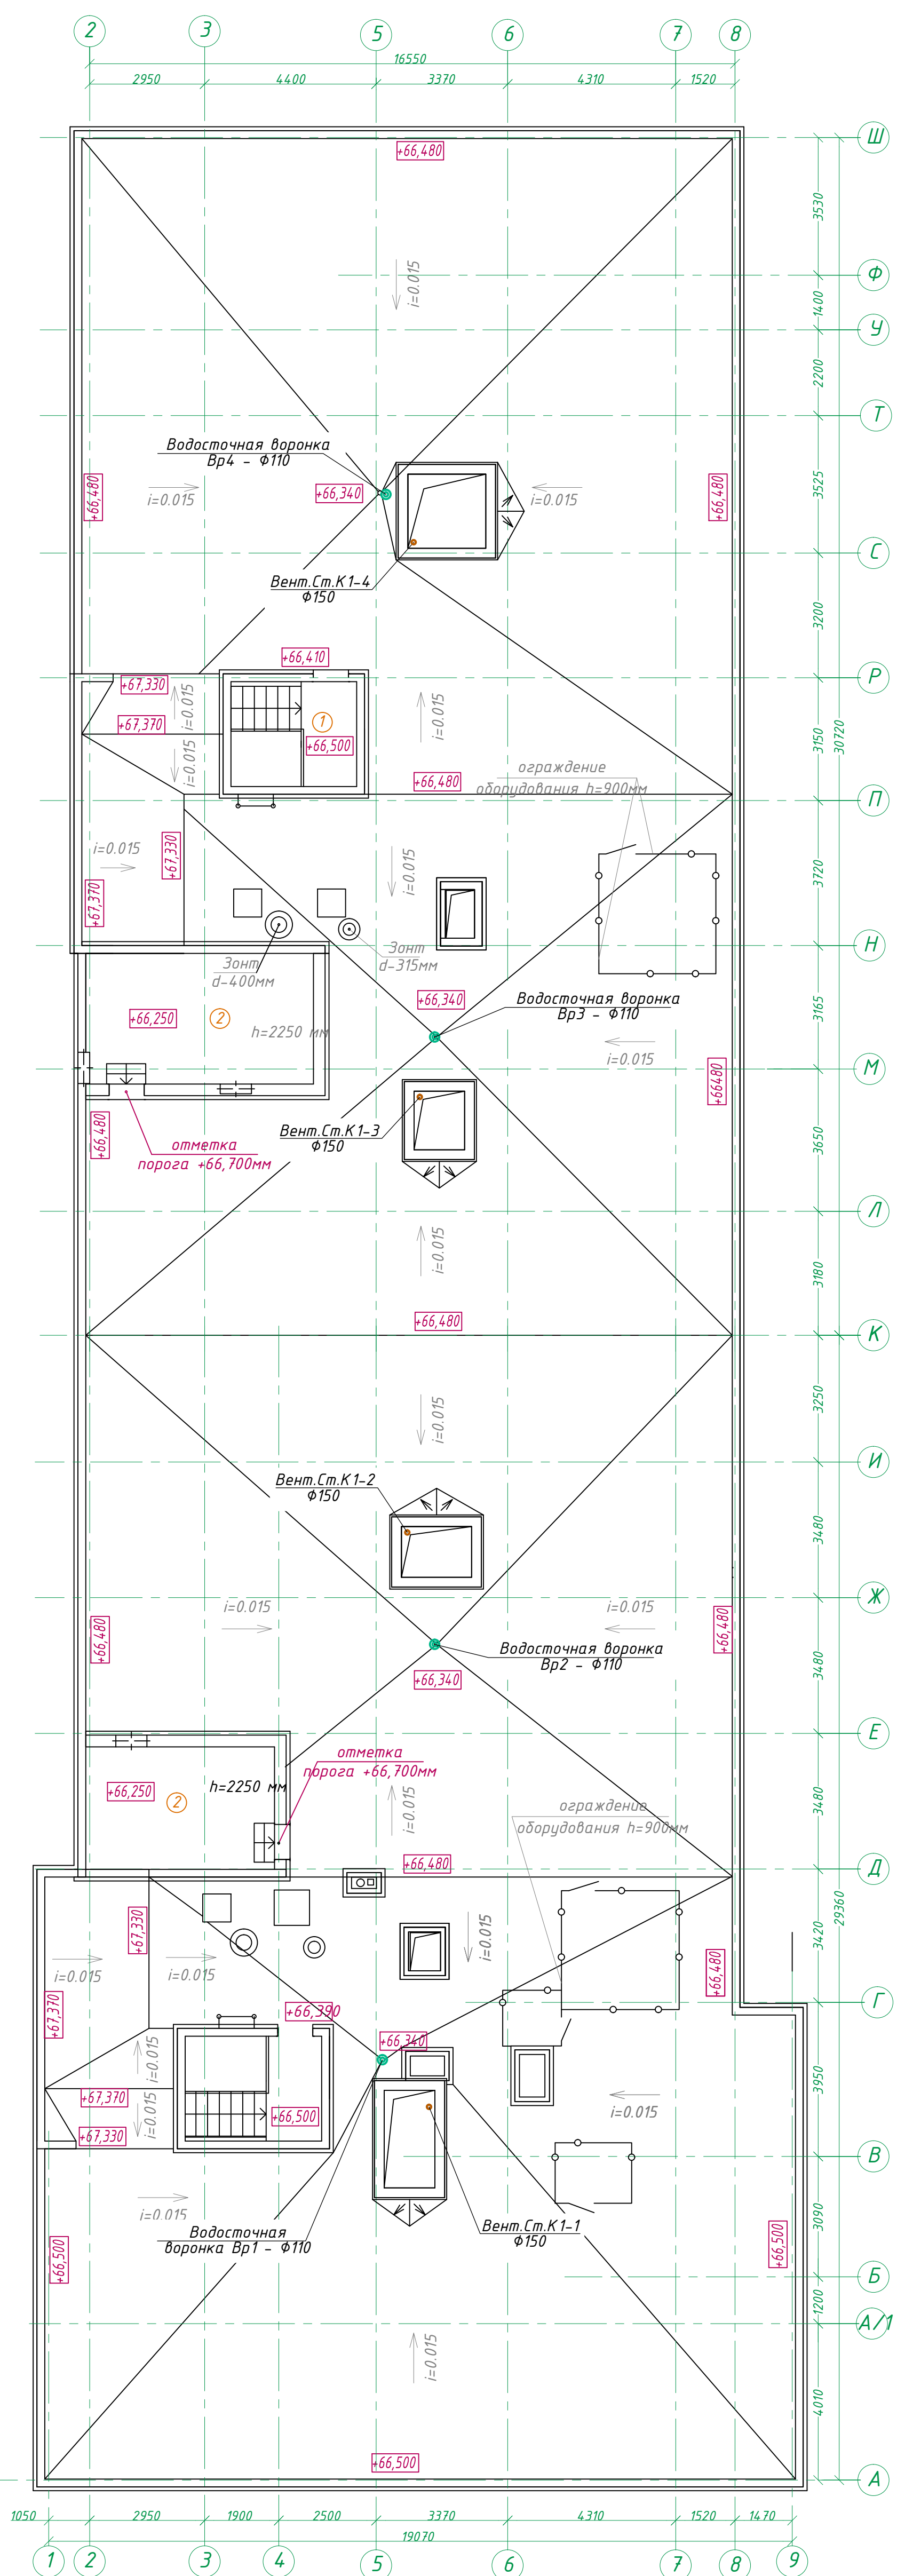 2 3 5 6 7 8
16550
2950 4400 3370 4310 1520
Ш
+66,480
3530
Ф
i=0.015
1400
У
2200
Т
Водосточная воронка
Вр4 - Ф110
+66,480
i=0.015
+66,340
i=0.015
+66,480
3525
С
Вент.Ст.К1-4
Ф150
3200
+66,410
Р
+67,330
i=0.015
1
+67,370
+66,500
i=0.015
i=0.015
3150
30720
ограждение
оборудования h=900мм
+66,480
П
i=0.015
+67,330
i=0.015
+67,370
3720
Зонт
d-315мм
Зонт
d-400мм
Н
+66,340
Водосточная воронка
Вр3 - Ф110
+66,250
2
h=2250 мм
3165
i=0.015
М
+66480
+66,480
Вент.Ст.К1-3
Ф150
отметка
порога +66,700мм
3650
Л
i=0.015
3180
+66,480
К
i=0.015
3250
И
Вент.Ст.К1-2
Ф150
3480
Ж
i=0.015
i=0.015
+66,480
+66,480
Водосточная воронка
Вр2 - Ф110
+66,340
3480
Е
отметка
порога +66,700мм
+66,250
2
h=2250 мм
i=0.015
ограждение
оборудования h=900мм
3480
+66,480
Д
+67,330
i=0.015
i=0.015
i=0.015
+66,480
3420
29360
Г
+67,370
+66,390
+66,340
i=0.015
+67,370
i=0.015
+66,500
+67,330
i=0.015
3950
В
i=0.015
Водосточная
воронка Вр1 - Ф110
Вент.Ст.К1-1
Ф150
+66,500
+66,500
3090
Б
1200
А/1
i=0.015
4010
+66,500
А
1050 2950 1900 2500 3370 4310 1520 1470
19070
1 2 3 4 5 6 7 8 9